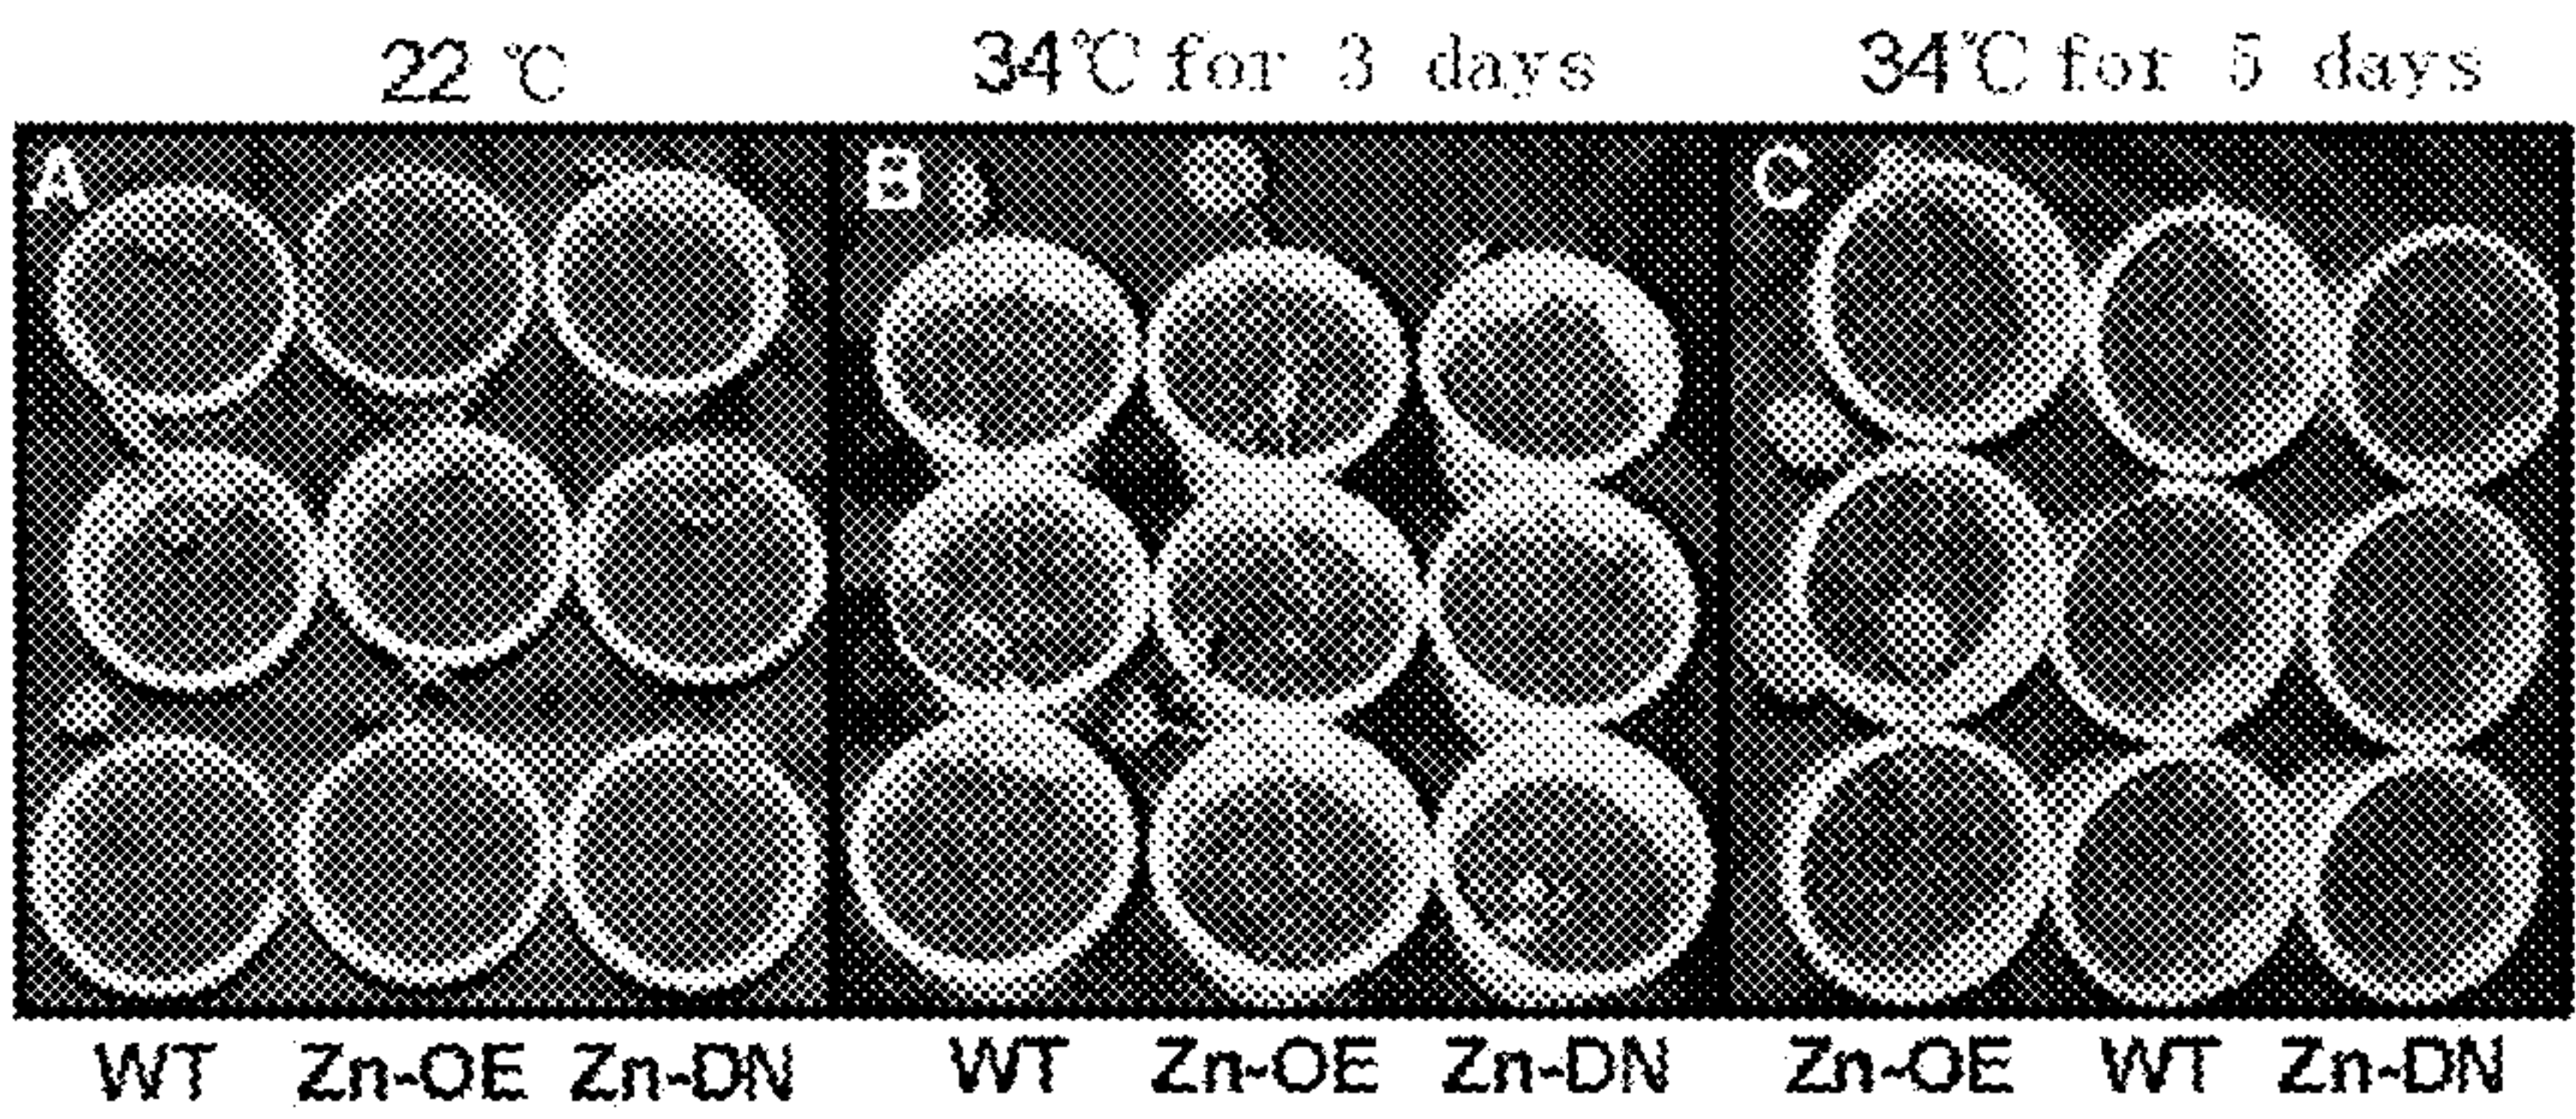 22 ℃ 34℃ for 3 days 34℃ for 5 days
A B C
WT Zn-OE Zn-DN WT Zn-OE Zn-DN Zn-OE WT Zn-DN